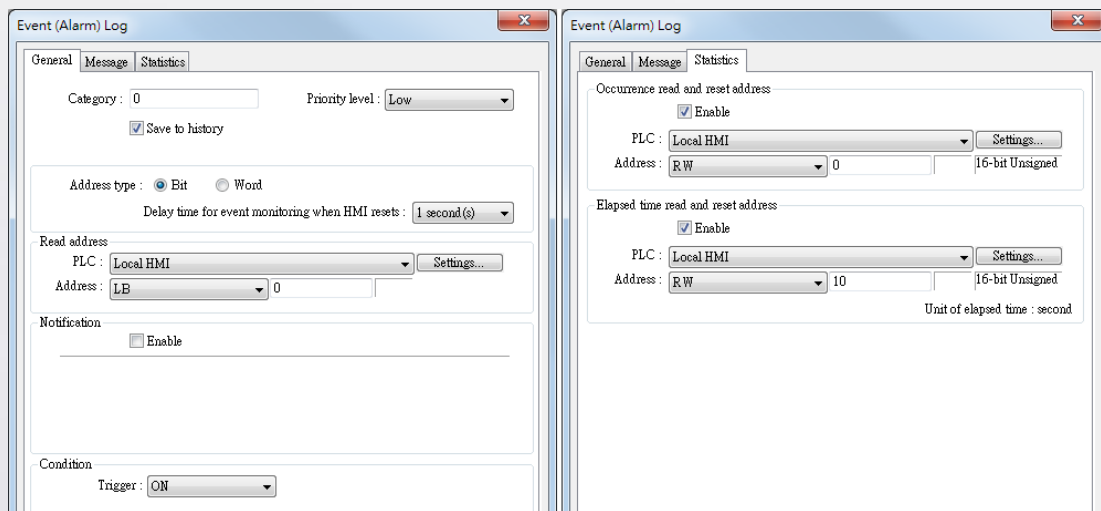 Event (Alarm) Log
General Message Statistics
Category : 0 Priority level : Low
Save to history
Address type : Bit Word
Delay time for event monitoring when HMI resets : 1 second(s)
Read address
PLC : Local HMI Settings...
Address : LB 0
Notification
Enable
Condition
Trigger : ON
Event (Alarm) Log
General Message Statistics
Occurrence read and reset address
Enable
PLC : Local HMI Settings...
Address : RW 0 16-bit Unsigned
Elapsed time read and reset address
Enable
PLC : Local HMI Settings...
Address : RW 10 16-bit Unsigned
Unit of elapsed time : second